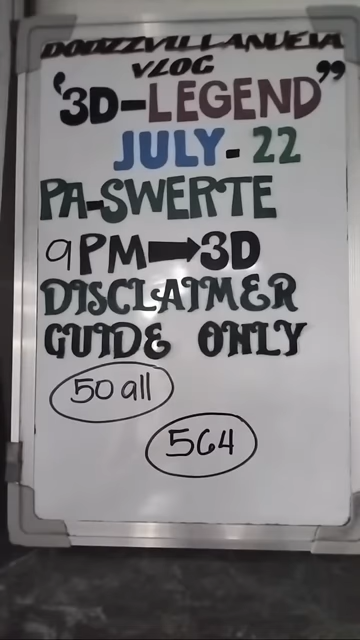 DODZZVILLANUEVA
VLOG
"3D-LEGEND"
JULY-22
PA-SWERTE
9PM➡3D
DISCLAIMER
GUIDE ONLY
50 all
564